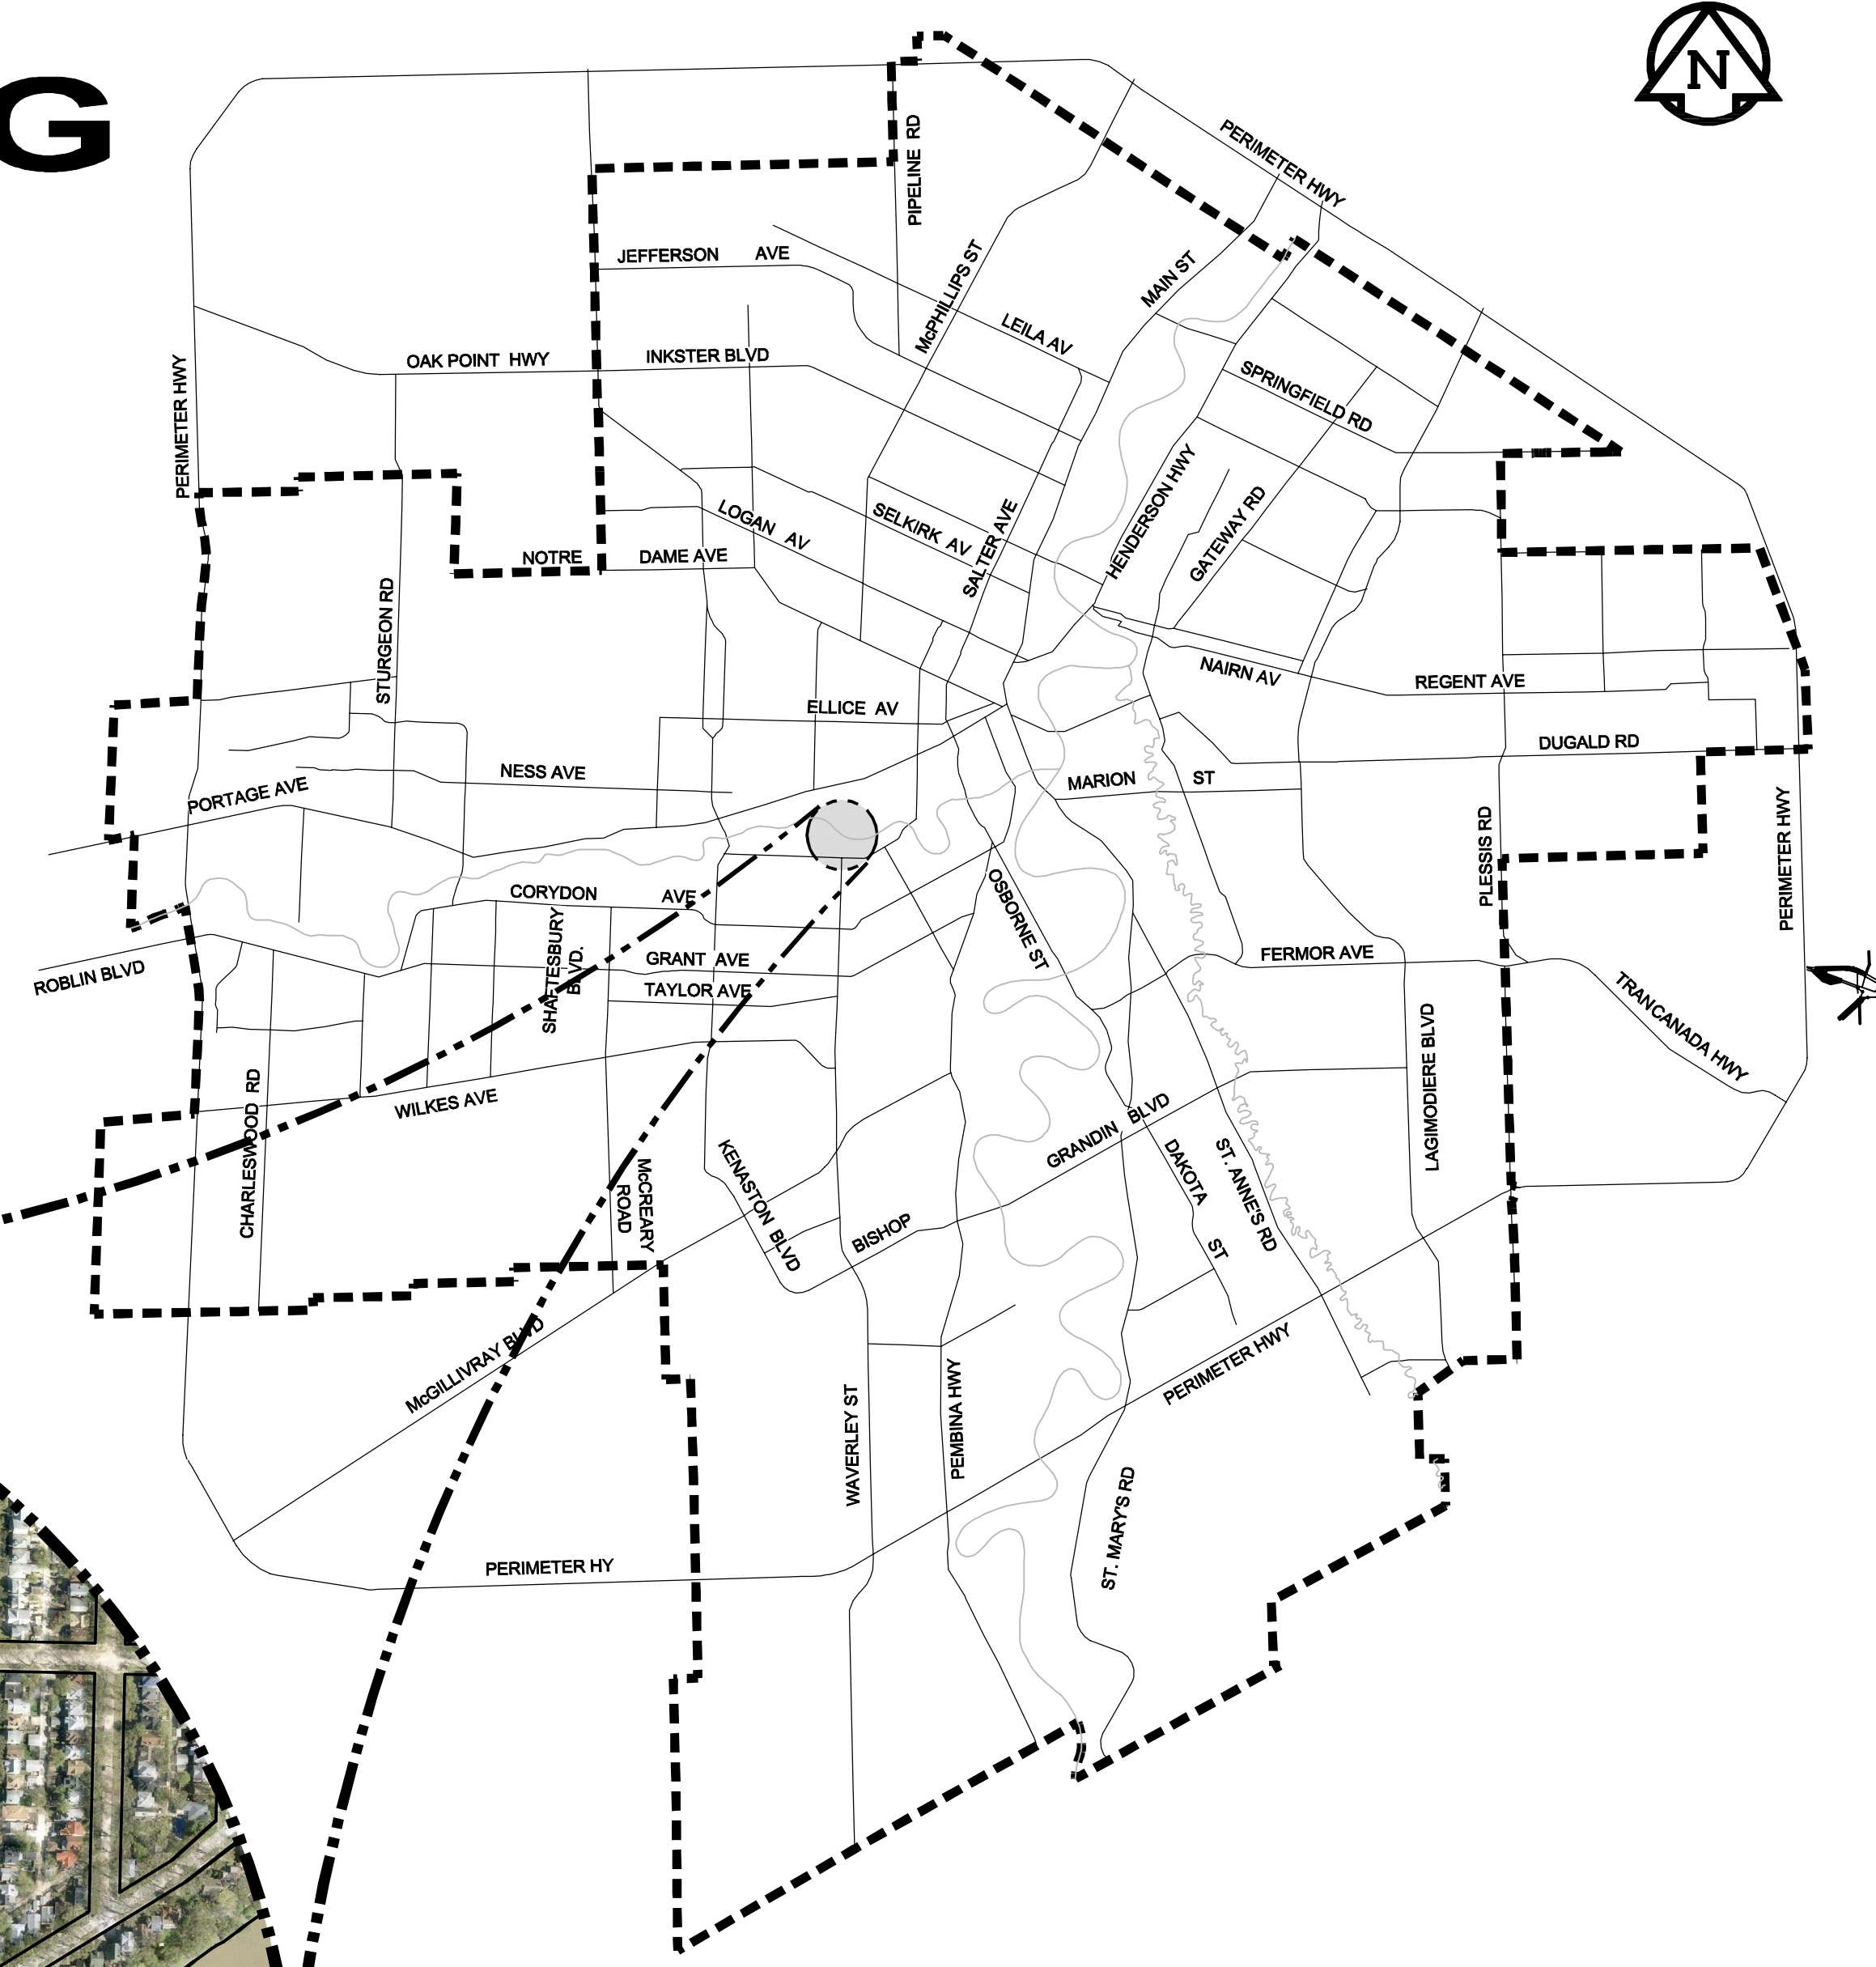 G
N
PERIMETER HWY
PIPELINE RD
JEFFERSON AVE
McPHILLIPS ST
MAIN ST
LEILA AV
OAK POINT HWY
INKSTER BLVD
SPRINGFIELD RD
PERIMETER HWY
HENDERSON HWY
GATEWAY RD
LOGAN AV
SELKIRK AV
SALTER AVE
NOTRE DAME AVE
STURGEON RD
NAIRN AV
REGENT AVE
ELLICE AV
DUGALD RD
NESS AVE
MARION ST
PORTAGE AVE
PLESSIS RD
PERIMETER HWY
CORYDON AVE
OSBORNE ST
SHAFTESBURY
BLVD.
GRANT AVE
FERMOR AVE
ROBLIN BLVD
TAYLOR AVE
TRANCANADA HWY
LAGIMODIERE BLVD
WILKES AVE
CHARLESWOOD RD
GRANDIN BLVD
KENASTON BLVD
McCREARY
ROAD
DAKOTA ST
ST. ANNE'S RD
BISHOP
McGILLIVRAY BLVD
PERIMETER HWY
WAVERLEY ST
PEMBINA HWY
ST. MARY'S RD
PERIMETER HY